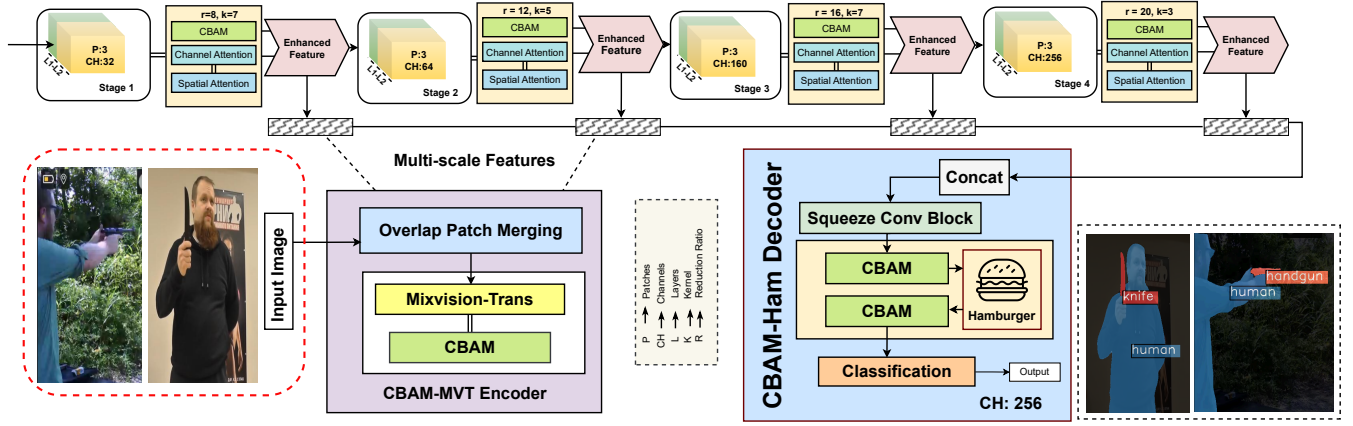 r=8, k=7
CBAM
Channel Attention
Spatial Attention
P:3
CH:32
L1-L2
Stage 1
Enhanced
Feature
r = 12, k=5
CBAM
Channel Attention
Spatial Attention
P:3
CH:64
L1-L2
Stage 2
Enhanced
Feature
r = 16, k=7
CBAM
Channel Attention
Spatial Attention
P:3
CH:160
L1-L2
Stage 3
Enhanced
Feature
r = 20, k=3
CBAM
Channel Attention
Spatial Attention
P:3
CH:256
L1-L2
Stage 4
Enhanced
Feature
Multi-scale Features
Input Image
Overlap Patch Merging
Mixvision-Trans
CBAM
CBAM-MVT Encoder
P Patches
CH Channels
L Layers
K Kernel
R Reduction Ratio
CBAM-Ham Decoder
Concat
Squeeze Conv Block
CBAM
CBAM
Hamburger
Classification
Output
CH: 256
knife
human
handgun
human